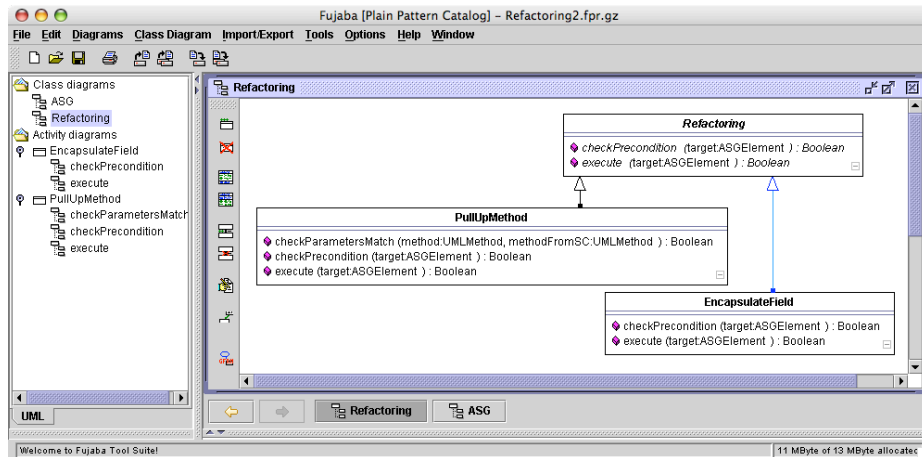 Fujaba [Plain Pattern Catalog] – Refactoring2.fpr.gz
File Edit Diagrams Class Diagram Import/Export Tools Options Help Window
Class diagrams
ASG
Refactoring
Activity diagrams
EncapsulateField
checkPrecondition
execute
PullUpMethod
checkParametersMatch
checkPrecondition
execute
UML
Refactoring
Refactoring
checkPrecondition (target:ASGElement ) : Boolean
execute (target:ASGElement ) : Boolean
PullUpMethod
checkParametersMatch (method:UMLMethod, methodFromSC:UMLMethod ) : Boolean
checkPrecondition (target:ASGElement ) : Boolean
execute (target:ASGElement ) : Boolean
EncapsulateField
checkPrecondition (target:ASGElement ) : Boolean
execute (target:ASGElement ) : Boolean
Refactoring ASG
Welcome to Fujaba Tool Suite!
11 MByte of 13 MByte allocated